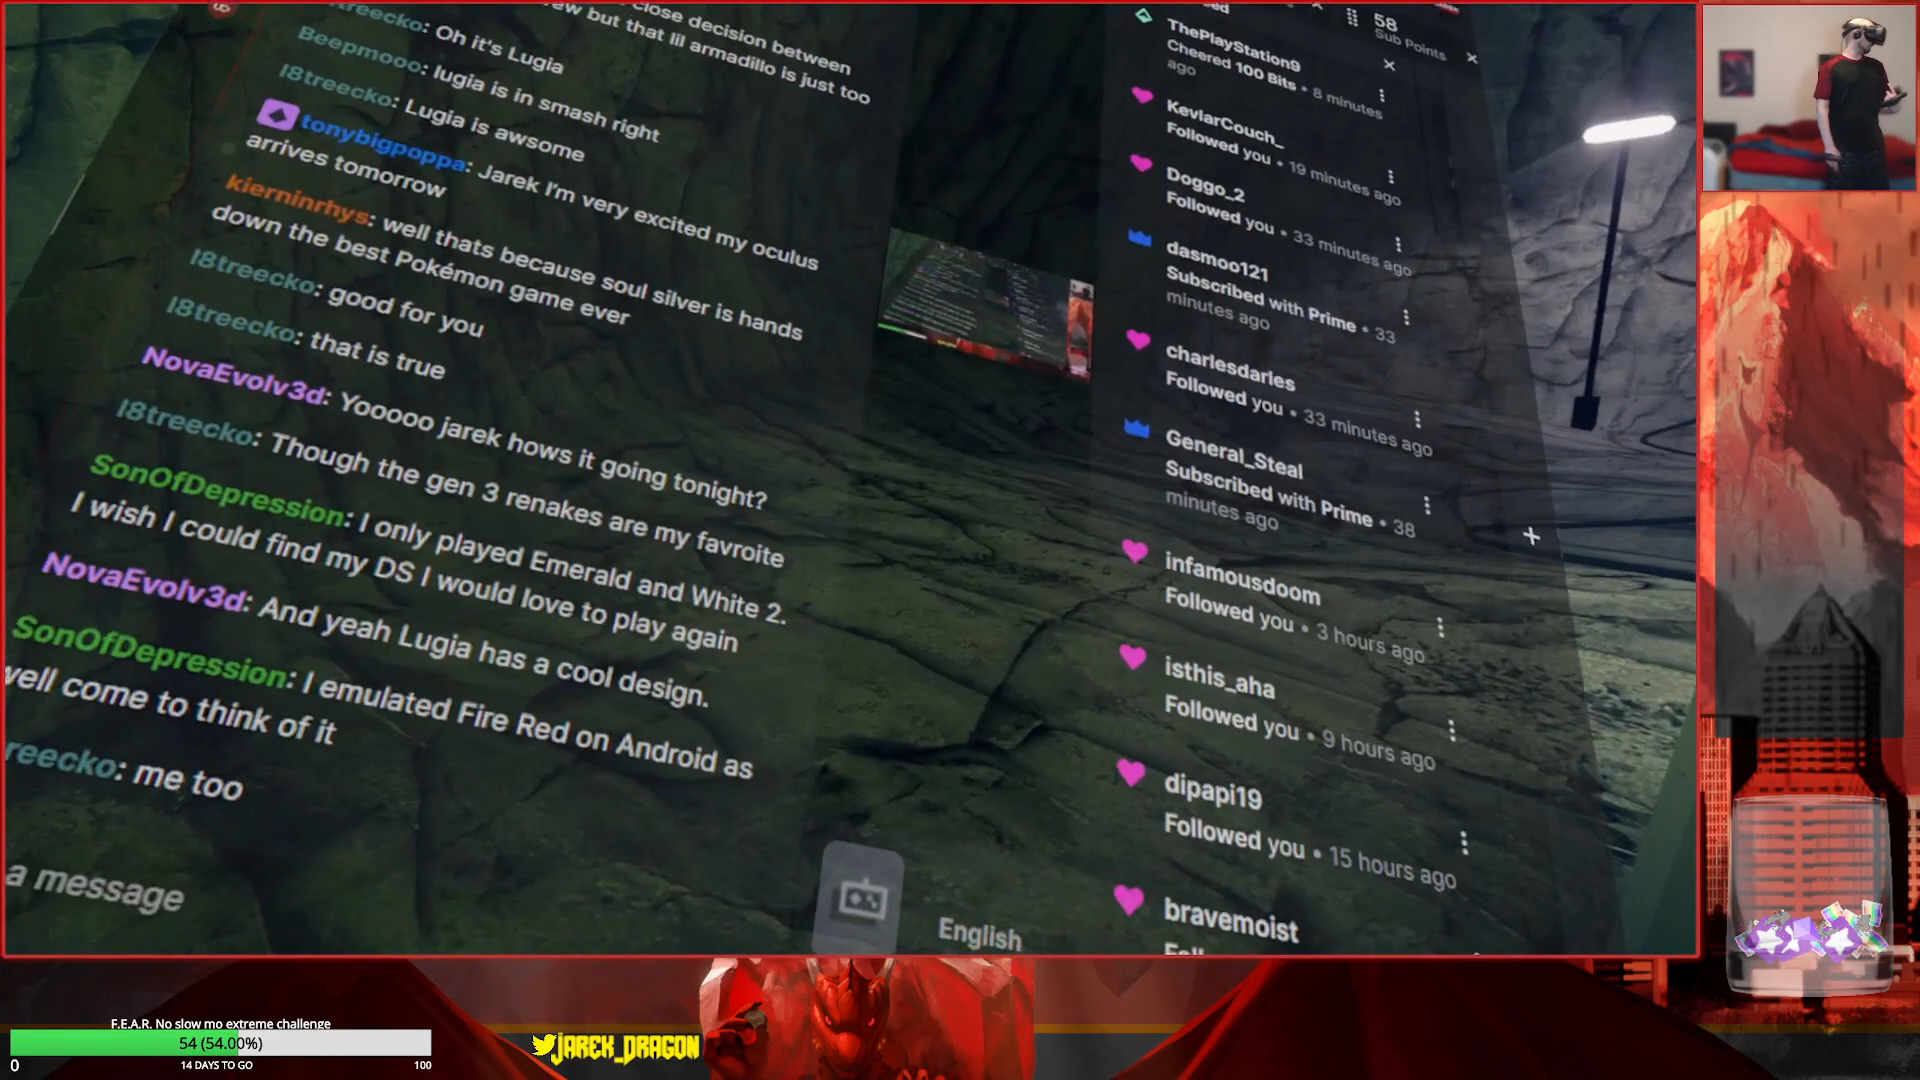 close decision between
ew but that lil armadillo is just too
treecko: Oh it's Lugia
Beepmooo: lugia is in smash right
l8treecko: Lugia is awsome
tonybigpoppa: Jarek I'm very excited my oculus
arrives tomorrow
kierninrhys: well thats because soul silver is hands
down the best Pokémon game ever
l8treecko: good for you
l8treecko: that is true
NovaEvolv3d: Yooooo jarek hows it going tonight?
l8treecko: Though the gen 3 renakes are my favroite
SonOfDepression: I only played Emerald and White 2.
I wish I could find my DS I would love to play again
NovaEvolv3d: And yeah Lugia has a cool design.
SonOfDepression: I emulated Fire Red on Android as
well come to think of it
reecko: me too
a message
English
58
Sub Points
ThePlayStation9
Cheered 100 Bits • 8 minutes
ago
KevlarCouch_
Followed you • 19 minutes ago
Doggo_2
Followed you • 33 minutes ago
dasmoo121
Subscribed with Prime • 33
minutes ago
charlesdaries
Followed you • 33 minutes ago
General_Steal
Subscribed with Prime • 38
minutes ago
infamousdoom
Followed you • 3 hours ago
isthis_aha
Followed you • 9 hours ago
dipapi19
Followed you • 15 hours ago
bravemoist
F.E.A.R. No slow mo extreme challenge
54 (54.00%)
0
14 DAYS TO GO
100
JAREK_DRAGON